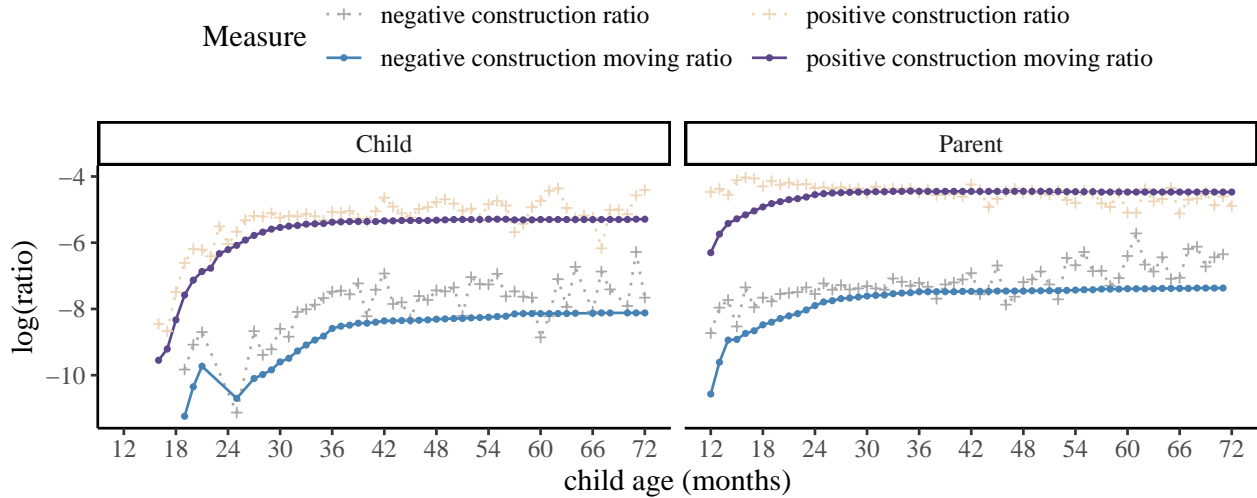 Measure
negative construction ratio positive construction ratio
negative construction moving ratio positive construction moving ratio
Child Parent
−4
−6
−8
−10
log(ratio)
12 18 24 30 36 42 48 54 60 66 72 12 18 24 30 36 42 48 54 60 66 72
child age (months)